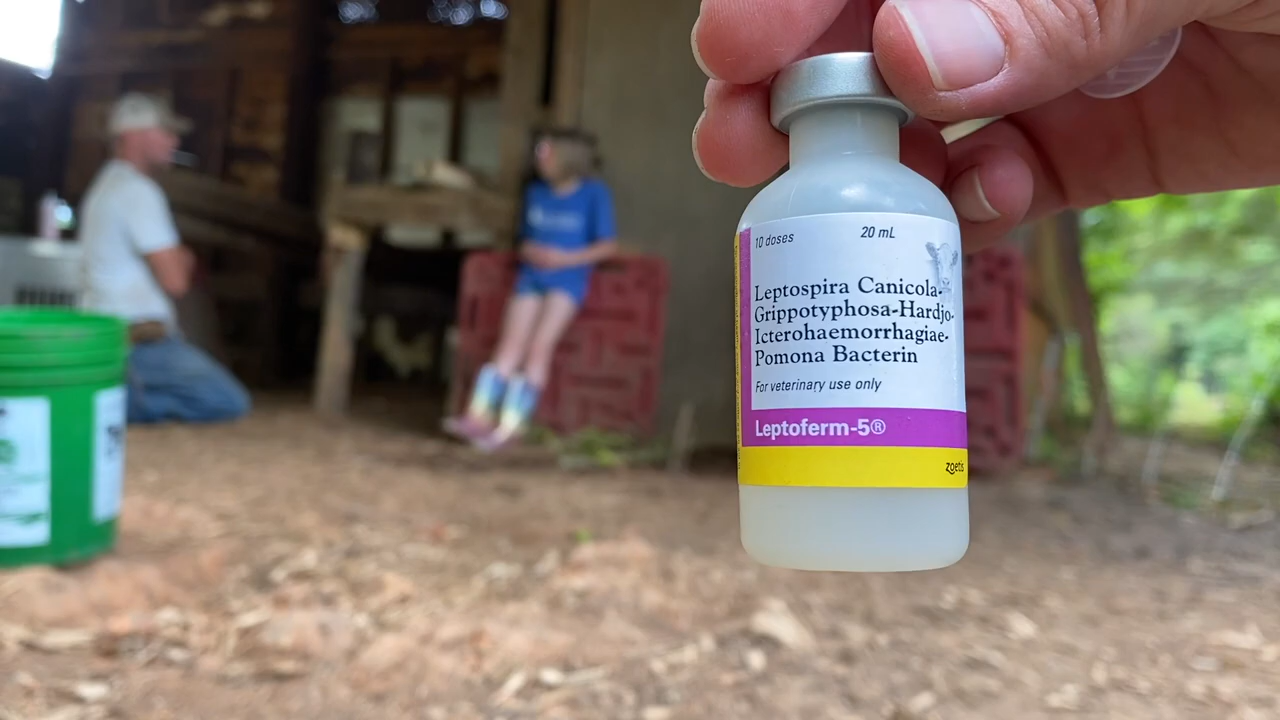 10 doses 20 mL
Leptospira Canicola-
Grippotyphosa-Hardjo-
Icterohaemorrhagiae-
Pomona Bacterin
For veterinary use only
Leptoferm-5®
zoetis